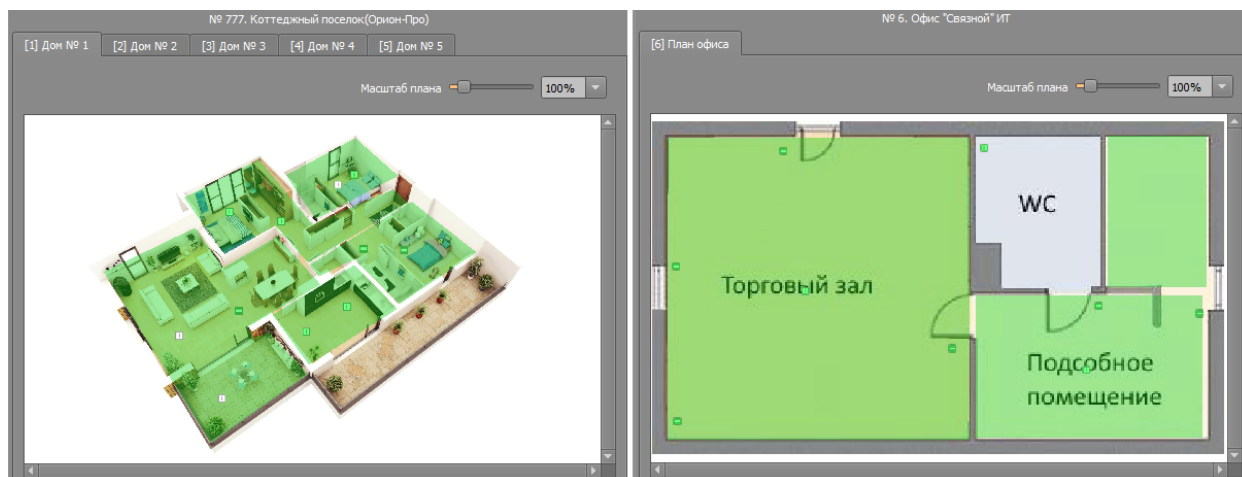 № 777. Коттеджный поселок(Орион-Про)
[1] Дом № 1
[2] Дом № 2
[3] Дом № 3
[4] Дом № 4
[5] Дом № 5
Масштаб плана
100%
№ 6. Офис "Связной" ИТ
[6] План офиса
Масштаб плана
100%
WC
Торговый зал
Подсобное
помещение